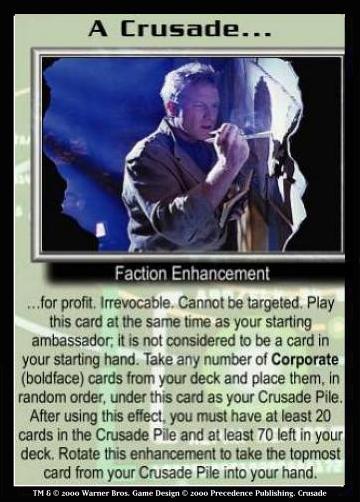 A Crusade...
Faction Enhancement
...for profit. Irrevocable. Cannot be targeted. Play
this card at the same time as your starting
ambassador; it is not considered to be a card in
your starting hand. Take any number of Corporate
(boldface) cards from your deck and place them, in
random order, under this card as your Crusade Pile.
After using this effect, you must have at least 20
cards in the Crusade Pile and at least 70 left in your
deck. Rotate this enhancement to take the topmost
card from your Crusade Pile into your hand.
TM & © 2000 Warner Bros. Game Design © 2000 Precedence Publishing. Crusade